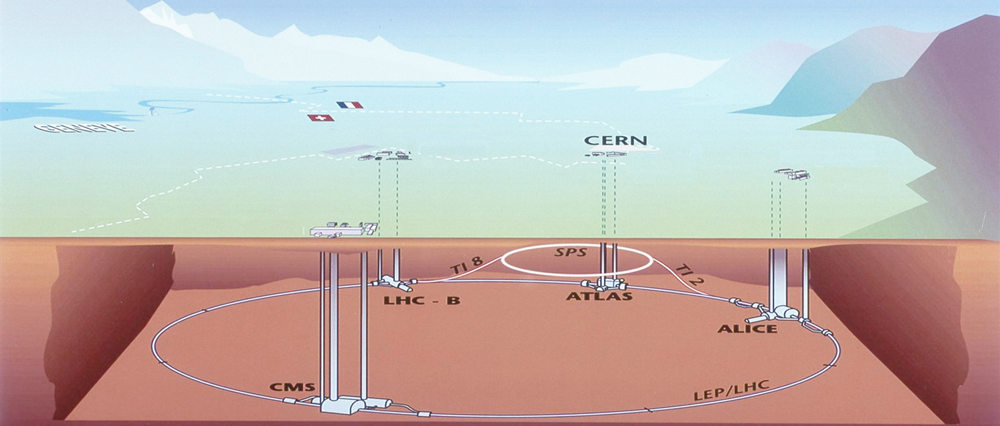 GENEVE
CERN
SPS
TI 8
TI 2
LHC - B
ATLAS
ALICE
CMS
LEP/LHC